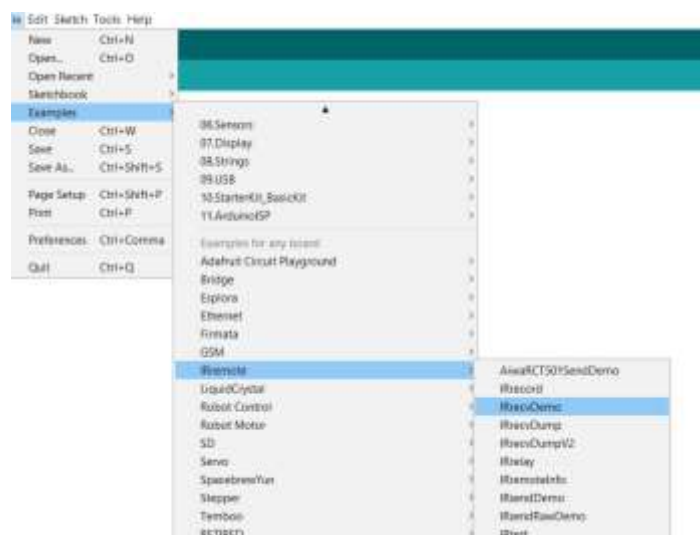 Edit Sketch Tools Help
New Ctrl+N
Open... Ctrl+O
Open Recent
Sketchbook
Examples
Close Ctrl+W
Save Ctrl+S
Save As... Ctrl+Shift+S
Page Setup Ctrl+Shift+P
Print Ctrl+P
Preferences Ctrl+Comma
Quit Ctrl+Q
06.Sensors
07.Display
08.Strings
09.USB
10.StarterKit_BasicKit
11.ArduinoISP
Examples for any board
Adafruit Circuit Playground
Bridge
Esplora
Ethernet
Firmata
GSM
IRremote
LiquidCrystal
Robot Control
Robot Motor
SD
Servo
SpacebrewYun
Stepper
Temboo
RETIRED
AiwaRCT501SendDemo
IRrecord
IRrecvDemo
IRrecvDump
IRrecvDumpV2
IRrelay
IRremoteInfo
IRsendDemo
IRsendRawDemo
IRtest